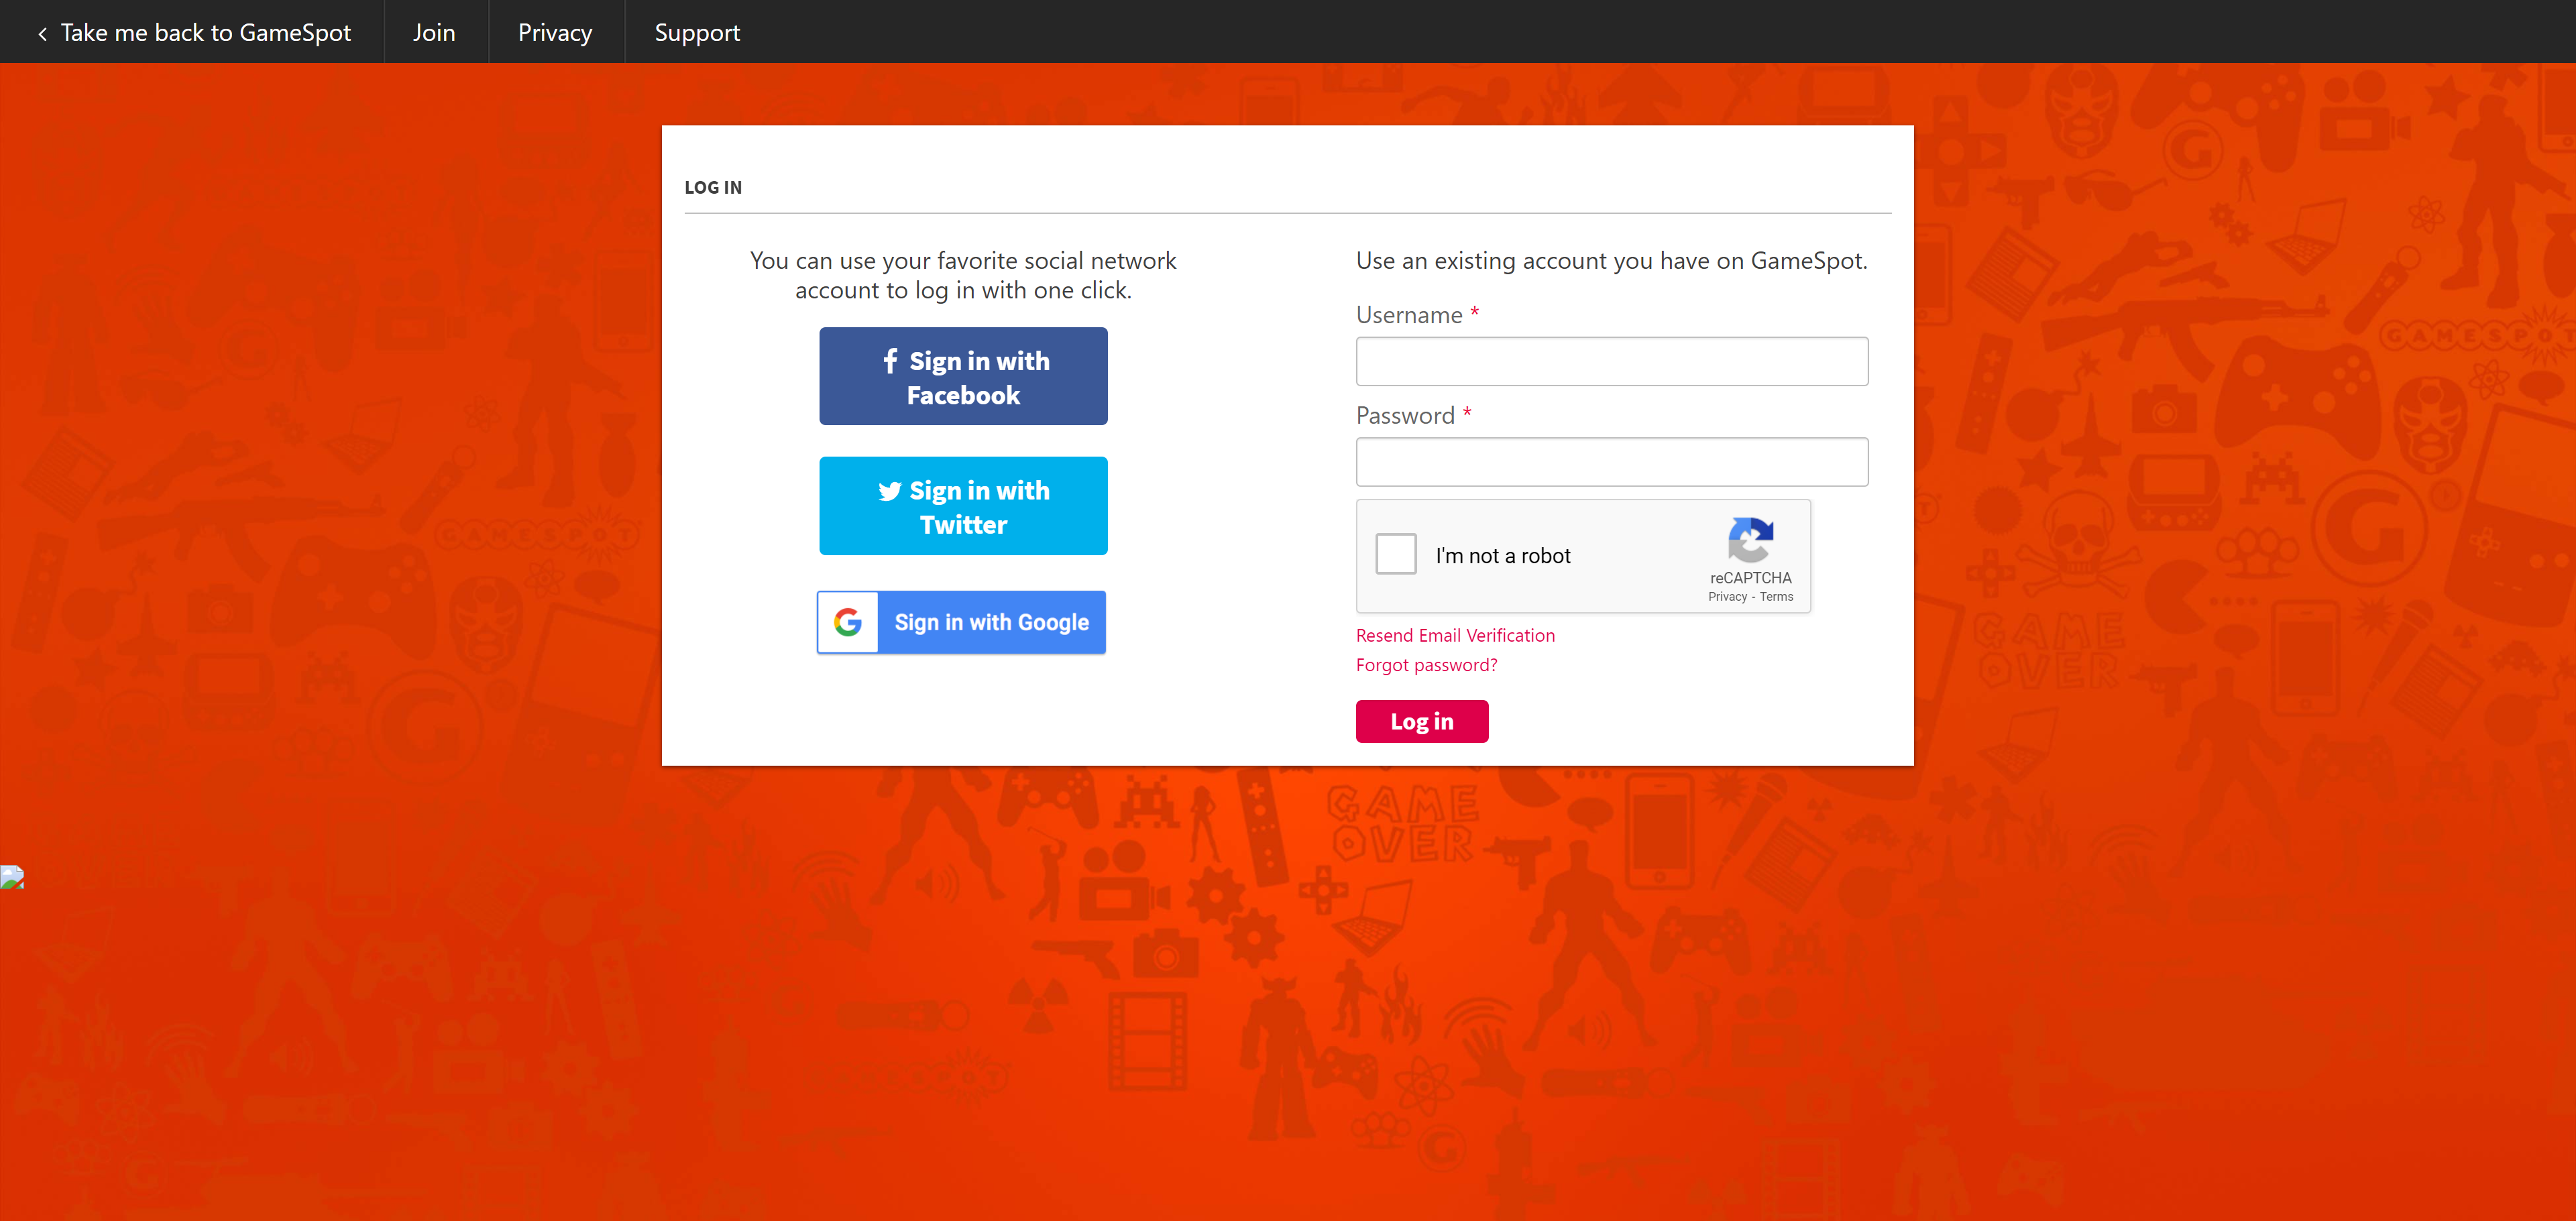 Take me back to GameSpot
Join
Privacy
Support
LOG IN
You can use your favorite social network
account to log in with one click.
Sign in with
Facebook
Sign in with
Twitter
Sign in with Google
Use an existing account you have on GameSpot.
Username *
Password *
I'm not a robot
reCAPTCHA
Privacy - Terms
Resend Email Verification
Forgot password?
Log in
GAMESPOT
GAMESPOT
GAME
OVER
GAME
OVER